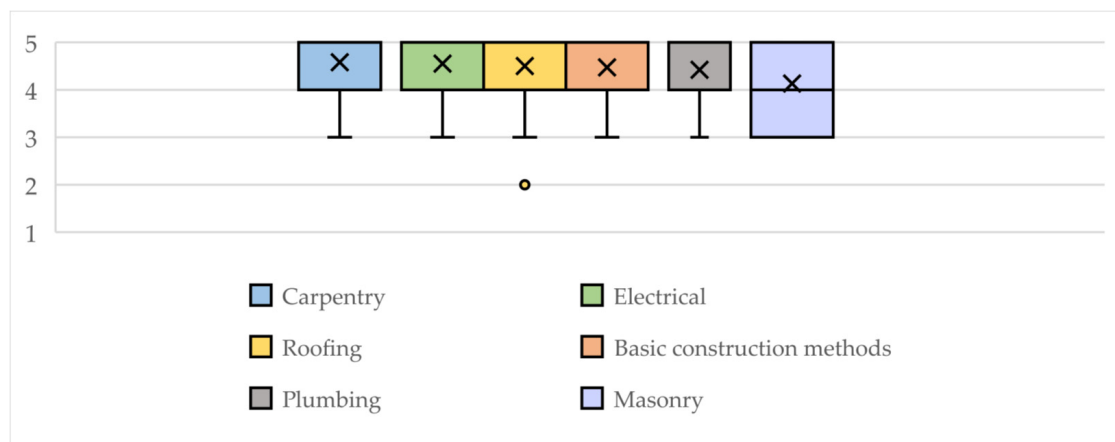 5
4
3
2
1
Carpentry Electrical
Roofing Basic construction methods
Plumbing Masonry